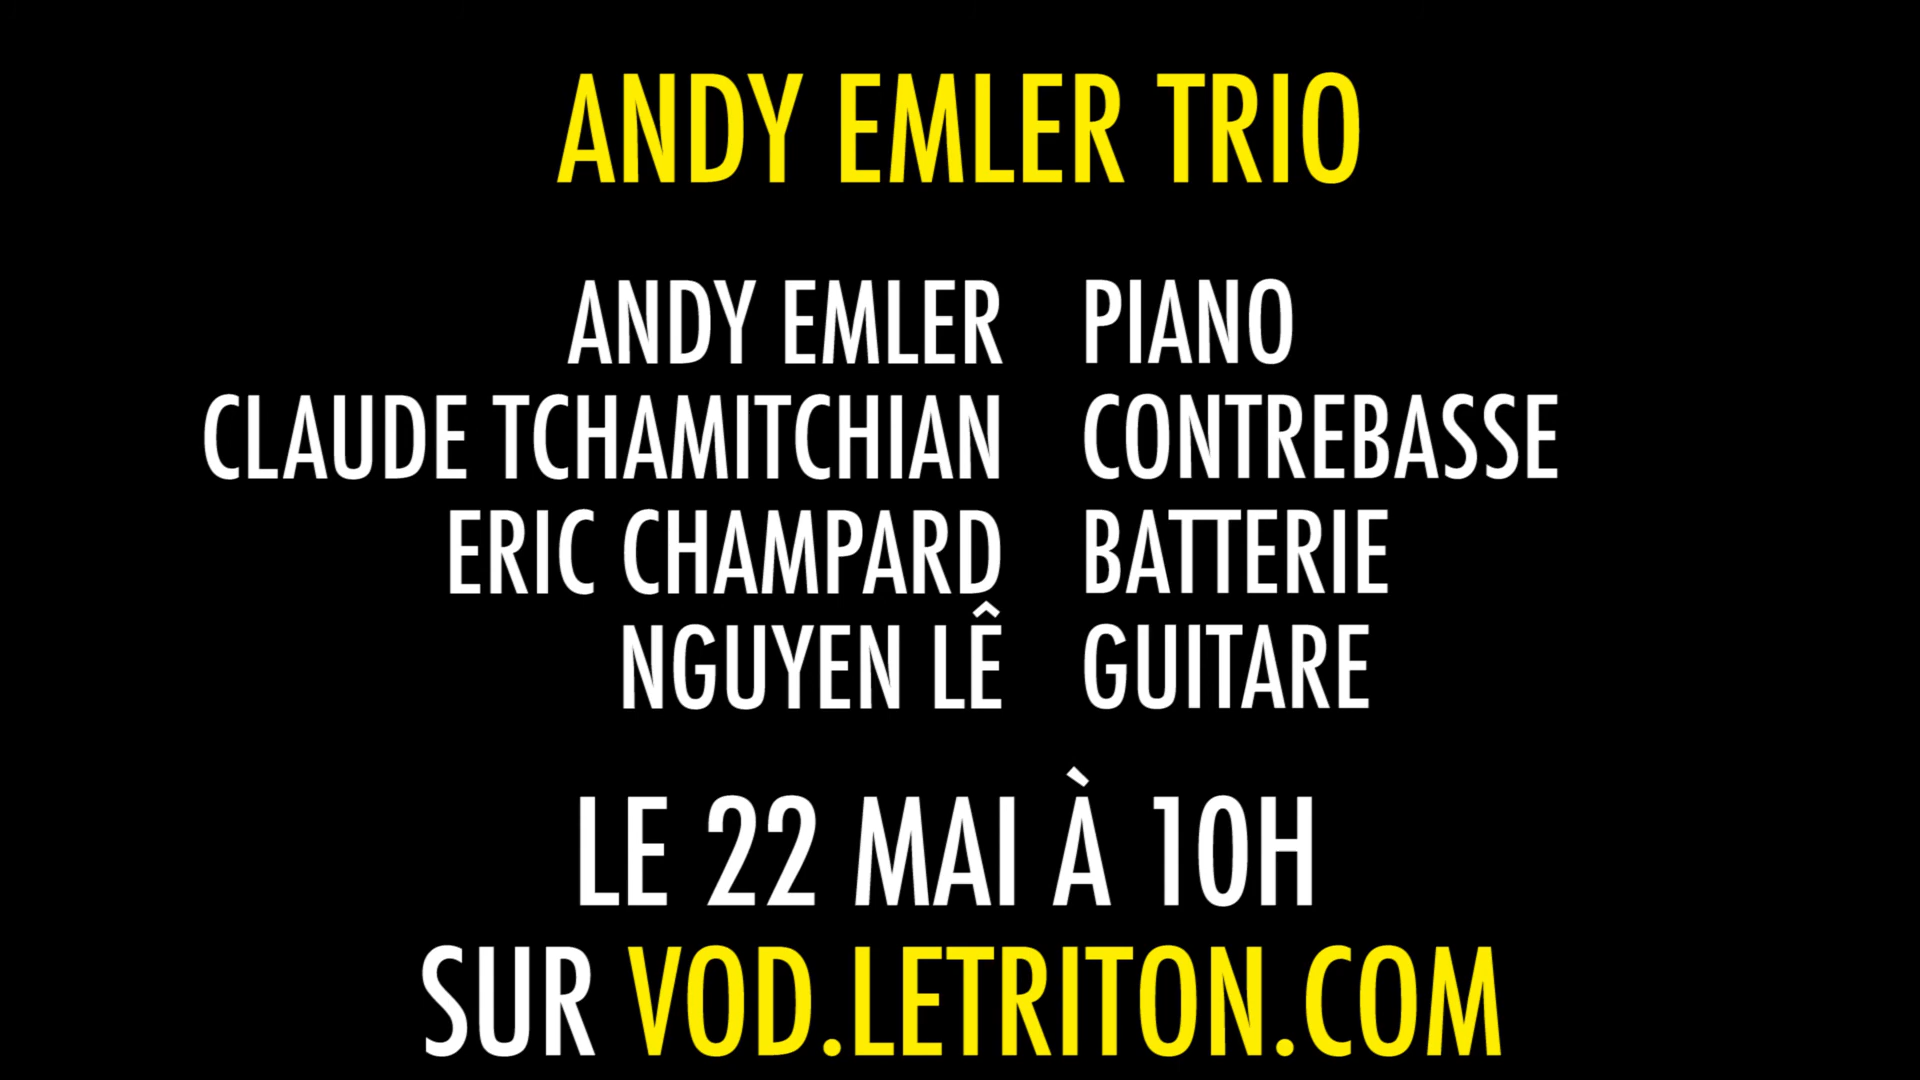 ANDY EMLER TRIO
ANDY EMLER PIANO
CLAUDE TCHAMITCHIAN CONTREBASSE
ERIC CHAMPARD BATTERIE
NGUYEN LÊ GUITARE
LE 22 MAI À 10H
SUR VOD.LETRITON.COM